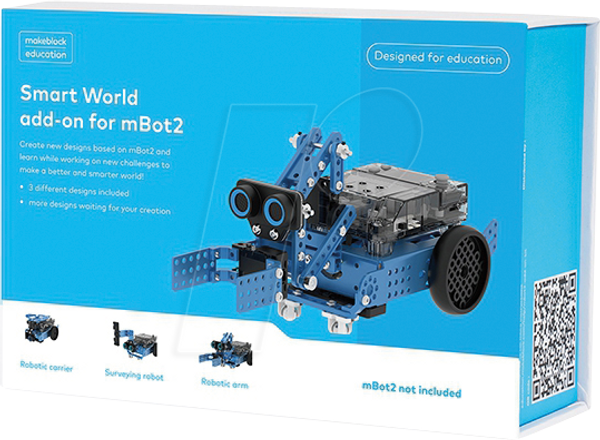 makeblock
education
Designed for education
Smart World
add-on for mBot2
Create new designs based on mBot2 and
learn while working on new challenges to
make a better and smarter world!
• 3 different designs included
• more designs waiting for your creation
Robotic carrier
Surveying robot
Robotic arm
mBot2 not included